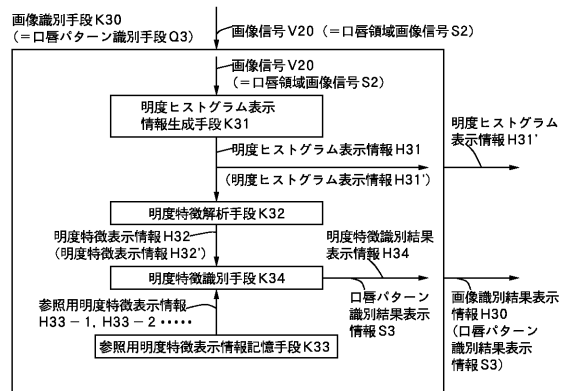 画像識別手段K30
(=口唇パターン識別手段Q3)
画像信号V20 (=口唇領域画像信号S2)
画像信号V20
(=口唇領域画像信号S2)
明度ヒストグラム表示
情報生成手段K31
明度ヒストグラム表示情報H31
(明度ヒストグラム表示情報H31')
明度ヒストグラム
表示情報H31'
明度特徴解析手段K32
明度特徴表示情報H32
(明度特徴表示情報H32')
明度特徴識別結果
表示情報H34
明度特徴識別手段K34
参照用明度特徴表示情報
H33-1, H33-2 ・・・・・
口唇パターン
識別結果表示
情報S3
画像識別結果表示
情報H30
(口唇パターン
識別結果表示
情報S3)
参照用明度特徴表示情報記憶手段K33